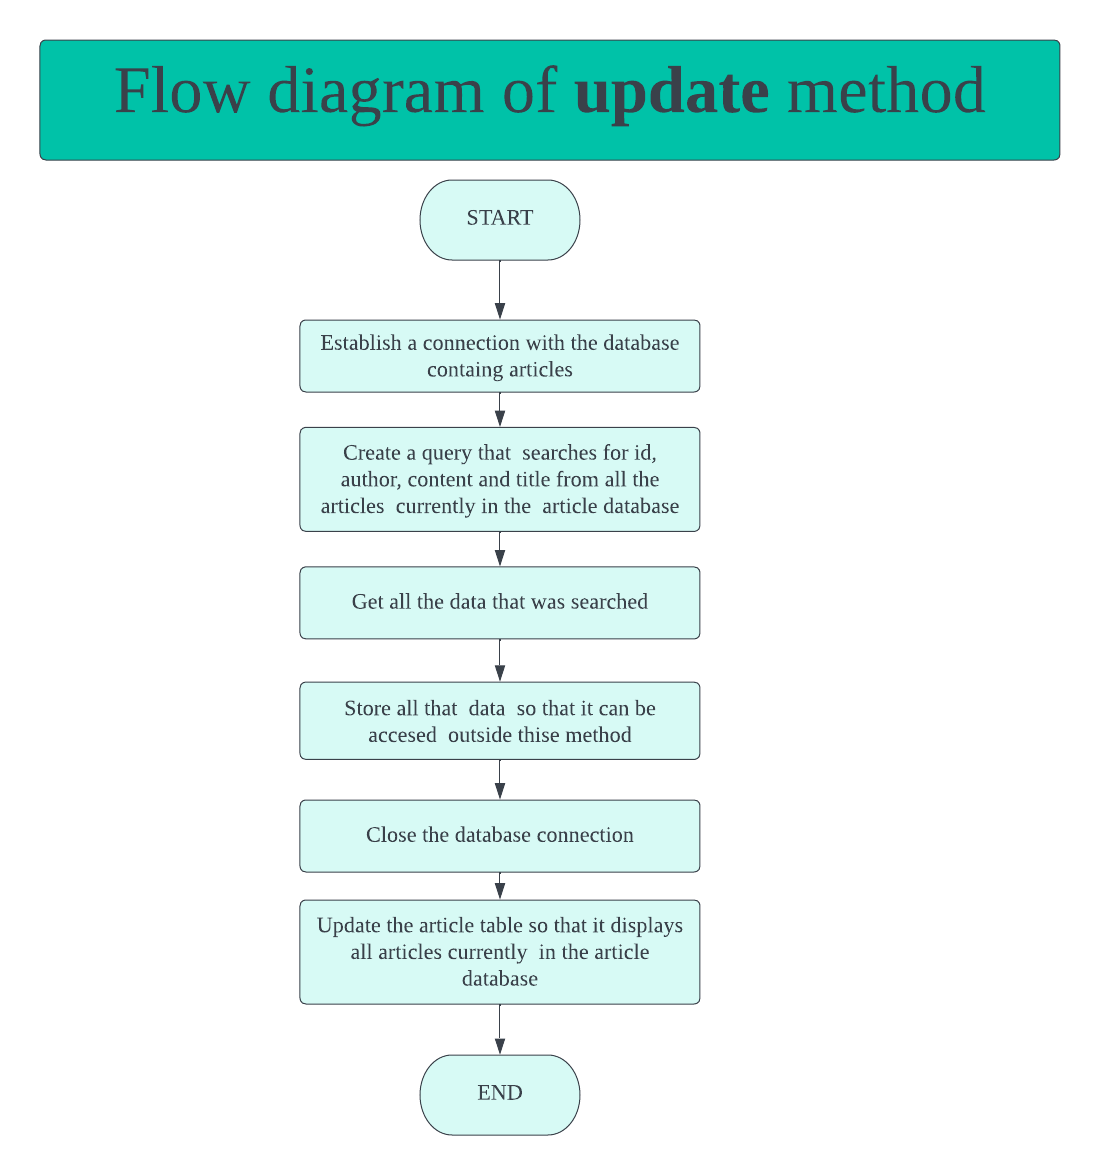 Flow diagram of update method
START
Establish a connection with the database
containg articles
Create a query that  searches for id,
author, content and title from all the
articles  currently in the  article database
Get all the data that was searched
Store all that  data  so that it can be
accesed  outside thise method
Close the database connection
Update the article table so that it displays
all articles currently  in the article
database
END